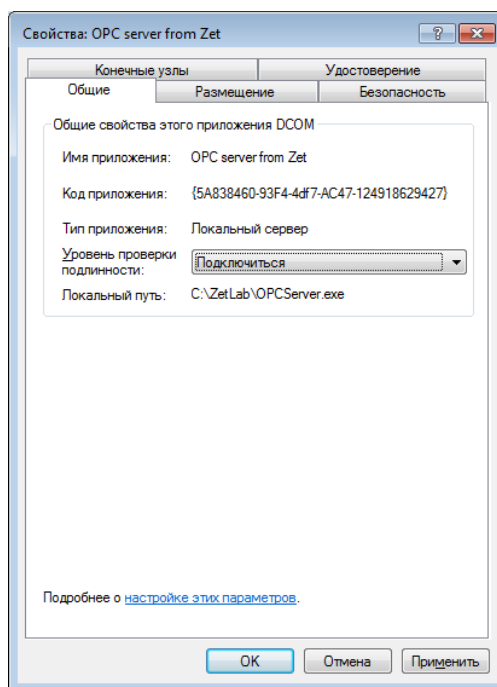 Свойства: OPC server from Zet
Конечные узлы Удостоверение
Общие Размещение Безопасность
Общие свойства этого приложения DCOM
Имя приложения: OPC server from Zet
Код приложения: {5A838460-93F4-4df7-AC47-124918629427}
Тип приложения: Локальный сервер
Уровень проверки
подлинности: Подключиться
Локальный путь: C:\ZetLab\OPCServer.exe
Подробнее о настройке этих параметров.
OK Отмена Применить